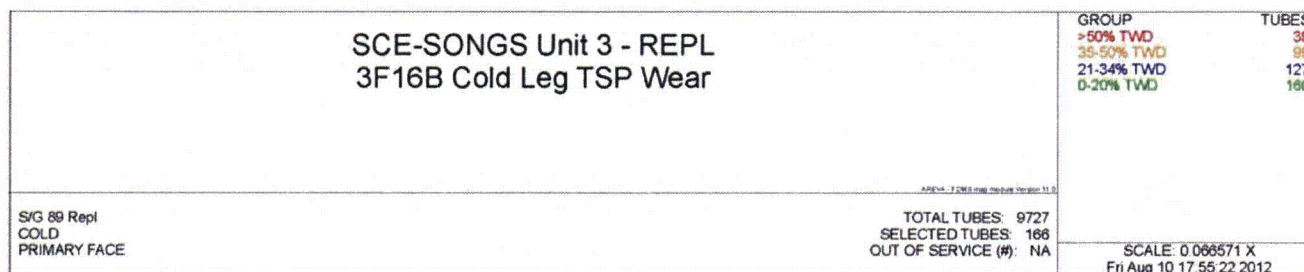 SCE-SONGS Unit 3 - REPL
3F16B Cold Leg TSP Wear
GROUP TUBES
>50% TWD
35-50% TWD
21-34% TWD
0-20% TWD
S/G 89 Repl
COLD
PRIMARY FACE
TOTAL TUBES: 9727
SELECTED TUBES: 166
OUT OF SERVICE (#): NA
SCALE: 0.066571 X
Fri Aug 10 17:55:22 2012